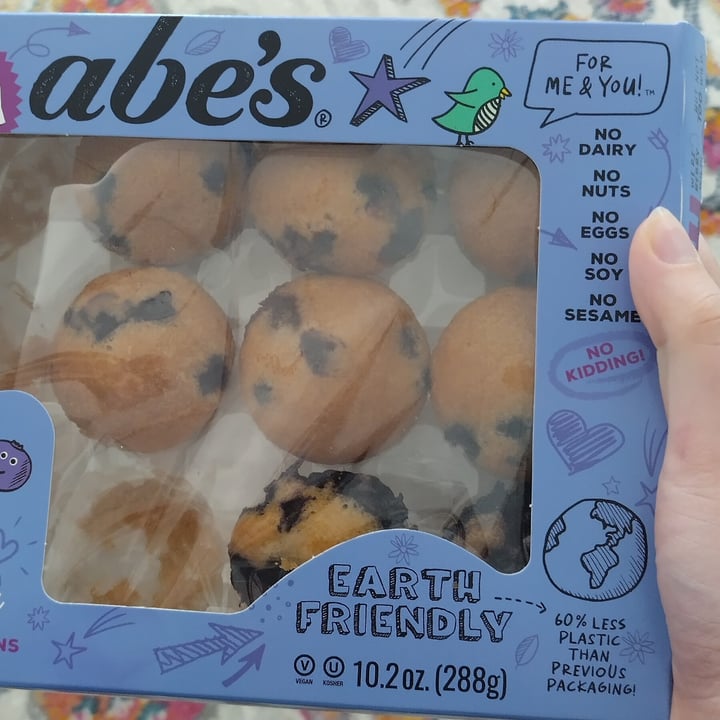 abe's®
FOR
ME & YOU!™
NO
DAIRY
NO
NUTS
NO
EGGS
NO
SOY
NO
SESAME
NO
KIDDING!
EARTH
FRIENDLY
60% LESS
PLASTIC
THAN
PREVIOUS
PACKAGING!
V U 10.2 oz. (288g)
VEGAN KOSHER